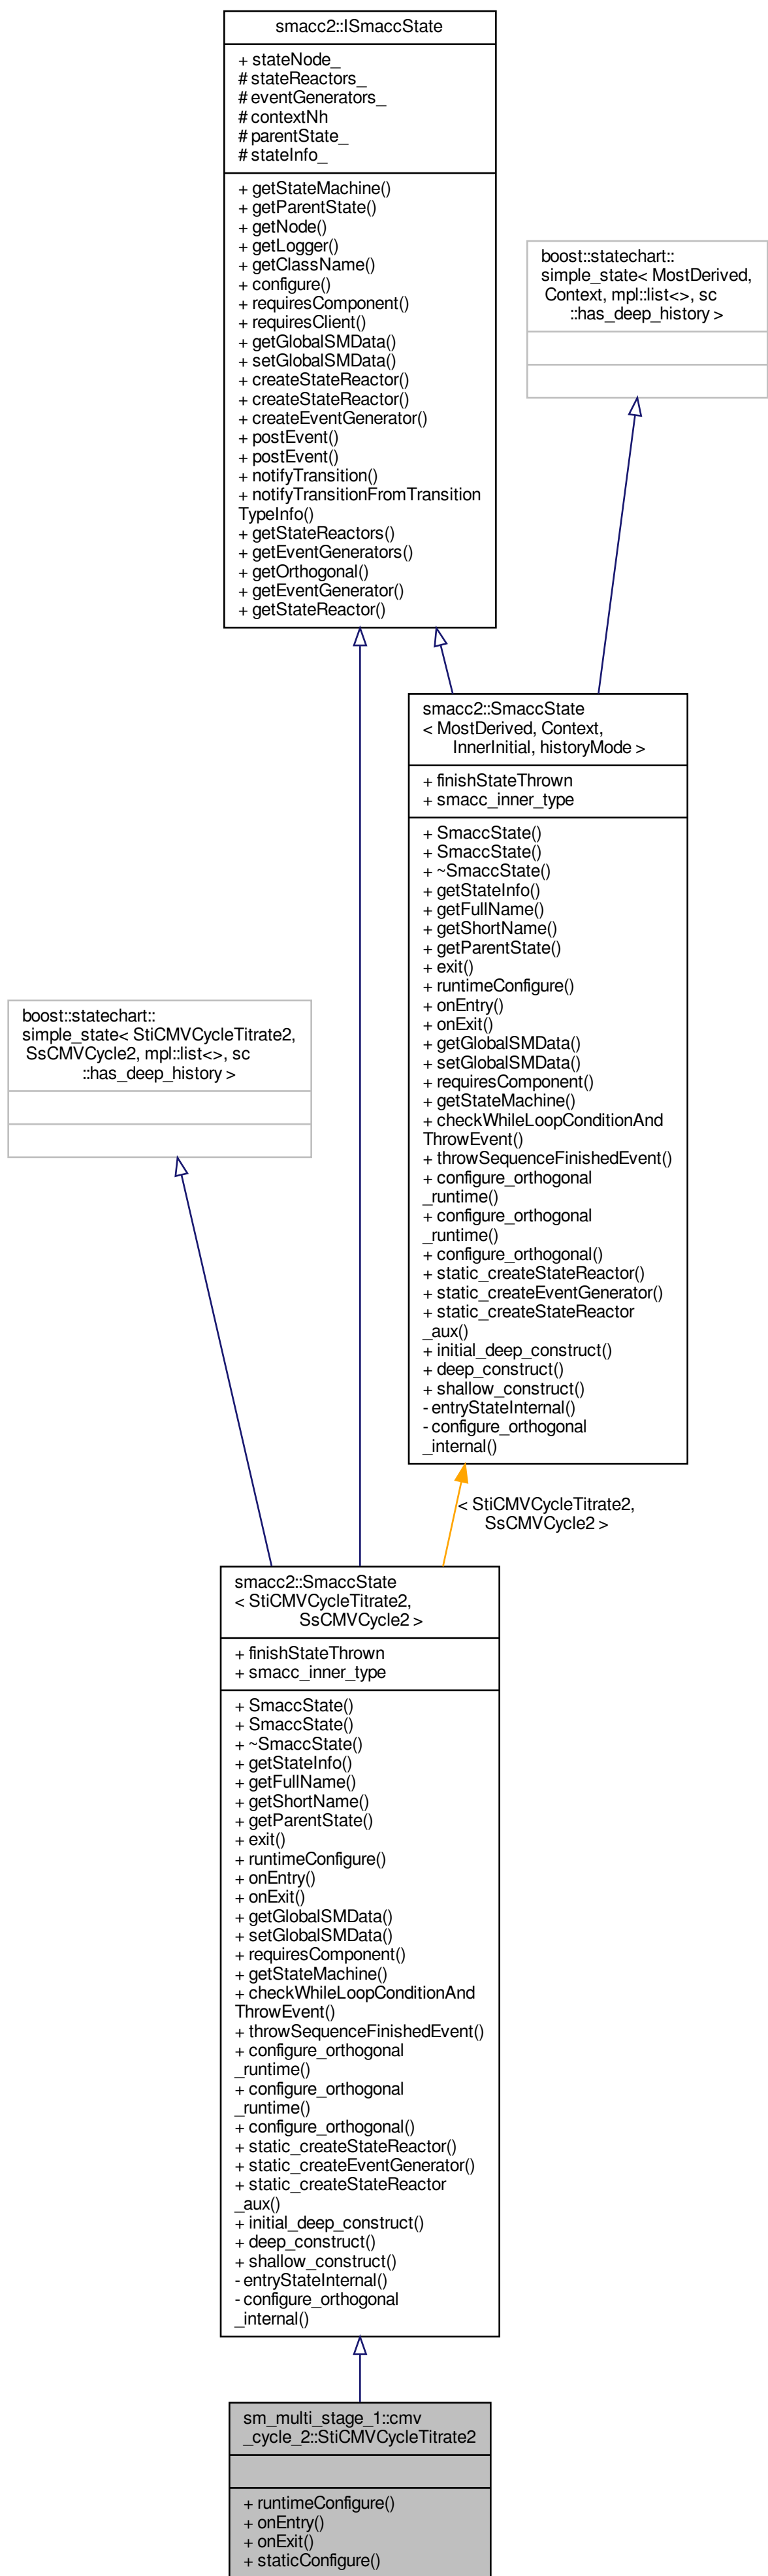 smacc2::ISmaccState
+ stateNode_
# stateReactors_
# eventGenerators_
# contextNh
# parentState_
# stateInfo_
+ getStateMachine()
+ getParentState()
+ getNode()
+ getLogger()
+ getClassName()
+ configure()
+ requiresComponent()
+ requiresClient()
+ getGlobalSMData()
+ setGlobalSMData()
+ createStateReactor()
+ createStateReactor()
+ createEventGenerator()
+ postEvent()
+ postEvent()
+ notifyTransition()
+ notifyTransitionFromTransition
TypeInfo()
+ getStateReactors()
+ getEventGenerators()
+ getOrthogonal()
+ getEventGenerator()
+ getStateReactor()
boost::statechart::
simple_state< MostDerived,
Context, mpl::list<>, sc
::has_deep_history >
smacc2::SmaccState
< MostDerived, Context,
InnerInitial, historyMode >
+ finishStateThrown
+ smacc_inner_type
+ SmaccState()
+ SmaccState()
+ ~SmaccState()
+ getStateInfo()
+ getFullName()
+ getShortName()
+ getParentState()
+ exit()
+ runtimeConfigure()
+ onEntry()
+ onExit()
+ getGlobalSMData()
+ setGlobalSMData()
+ requiresComponent()
+ getStateMachine()
+ checkWhileLoopConditionAnd
ThrowEvent()
+ throwSequenceFinishedEvent()
+ configure_orthogonal
_runtime()
+ configure_orthogonal
_runtime()
+ configure_orthogonal()
+ static_createStateReactor()
+ static_createEventGenerator()
+ static_createStateReactor
_aux()
+ initial_deep_construct()
+ deep_construct()
+ shallow_construct()
- entryStateInternal()
- configure_orthogonal
_internal()
boost::statechart::
simple_state< StiCMVCycleTitrate2,
SsCMVCycle2, mpl::list<>, sc
::has_deep_history >
< StiCMVCycleTitrate2,
SsCMVCycle2 >
smacc2::SmaccState
< StiCMVCycleTitrate2,
SsCMVCycle2 >
+ finishStateThrown
+ smacc_inner_type
+ SmaccState()
+ SmaccState()
+ ~SmaccState()
+ getStateInfo()
+ getFullName()
+ getShortName()
+ getParentState()
+ exit()
+ runtimeConfigure()
+ onEntry()
+ onExit()
+ getGlobalSMData()
+ setGlobalSMData()
+ requiresComponent()
+ getStateMachine()
+ checkWhileLoopConditionAnd
ThrowEvent()
+ throwSequenceFinishedEvent()
+ configure_orthogonal
_runtime()
+ configure_orthogonal
_runtime()
+ configure_orthogonal()
+ static_createStateReactor()
+ static_createEventGenerator()
+ static_createStateReactor
_aux()
+ initial_deep_construct()
+ deep_construct()
+ shallow_construct()
- entryStateInternal()
- configure_orthogonal
_internal()
sm_multi_stage_1::cmv
_cycle_2::StiCMVCycleTitrate2
+ runtimeConfigure()
+ onEntry()
+ onExit()
+ staticConfigure()